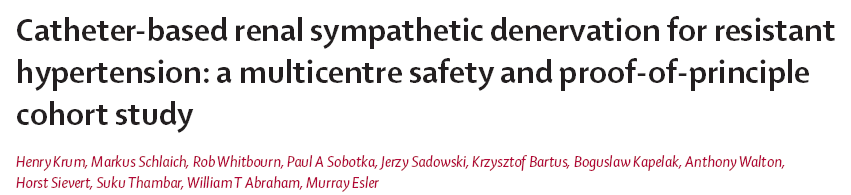 Catheter-based renal sympathetic denervation for resistant
hypertension: a multicentre safety and proof-of-principle
cohort study
Henry Krum, Markus Schlaich, Rob Whitbourn, Paul A Sobotka, Jerzy Sadowski, Krzysztof Bartus, Boguslaw Kapelak, Anthony Walton,
Horst Sievert, Suku Thambar, William T Abraham, Murray Esler